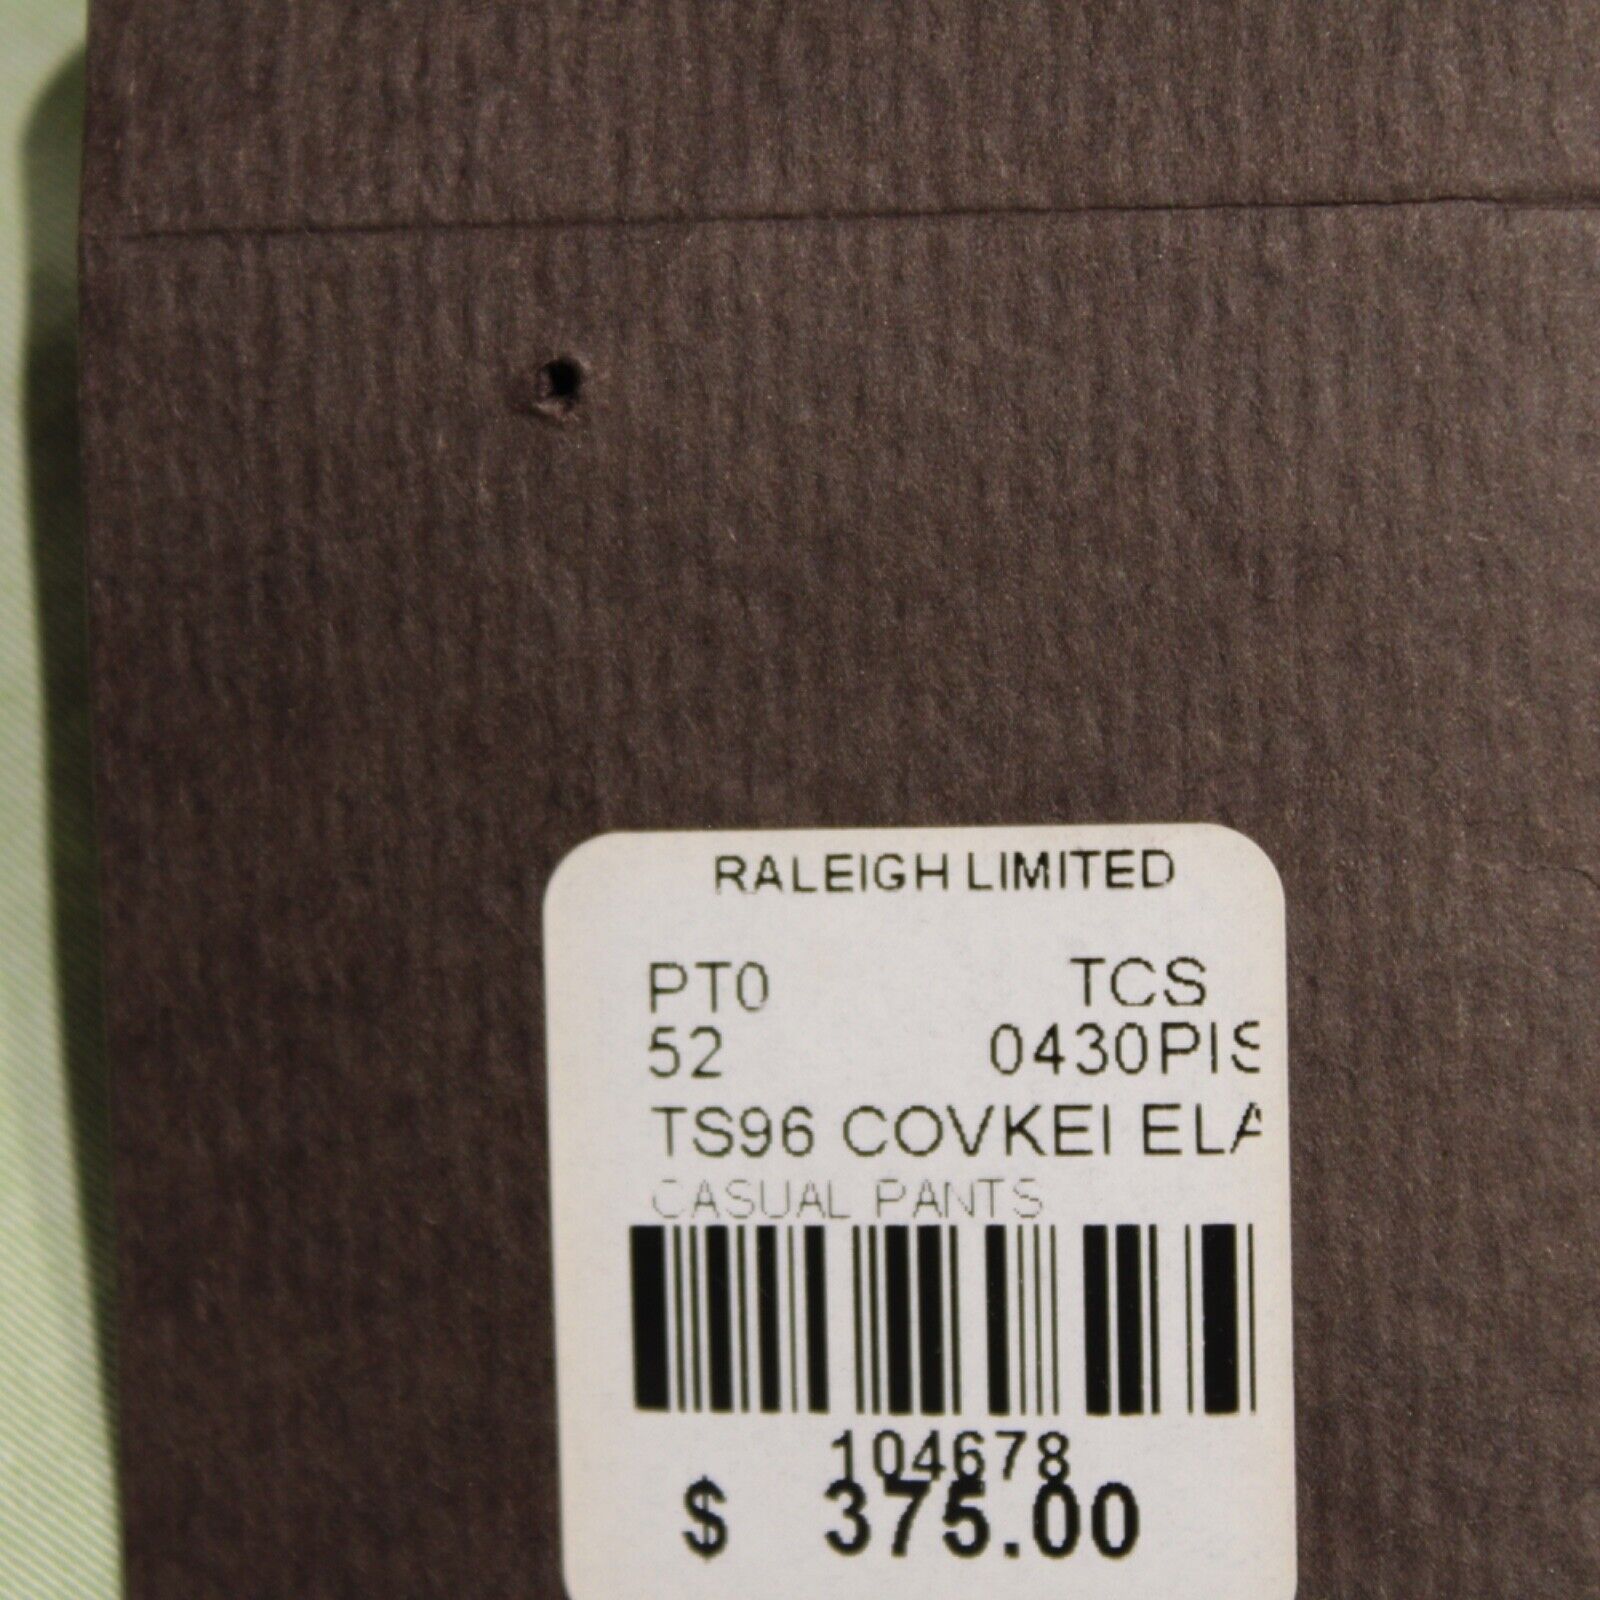 RALEIGH LIMITED
PT0 TCS
52 0430PIS
TS96 COVKEI ELA
CASUAL PANTS
104678
$ 375.00